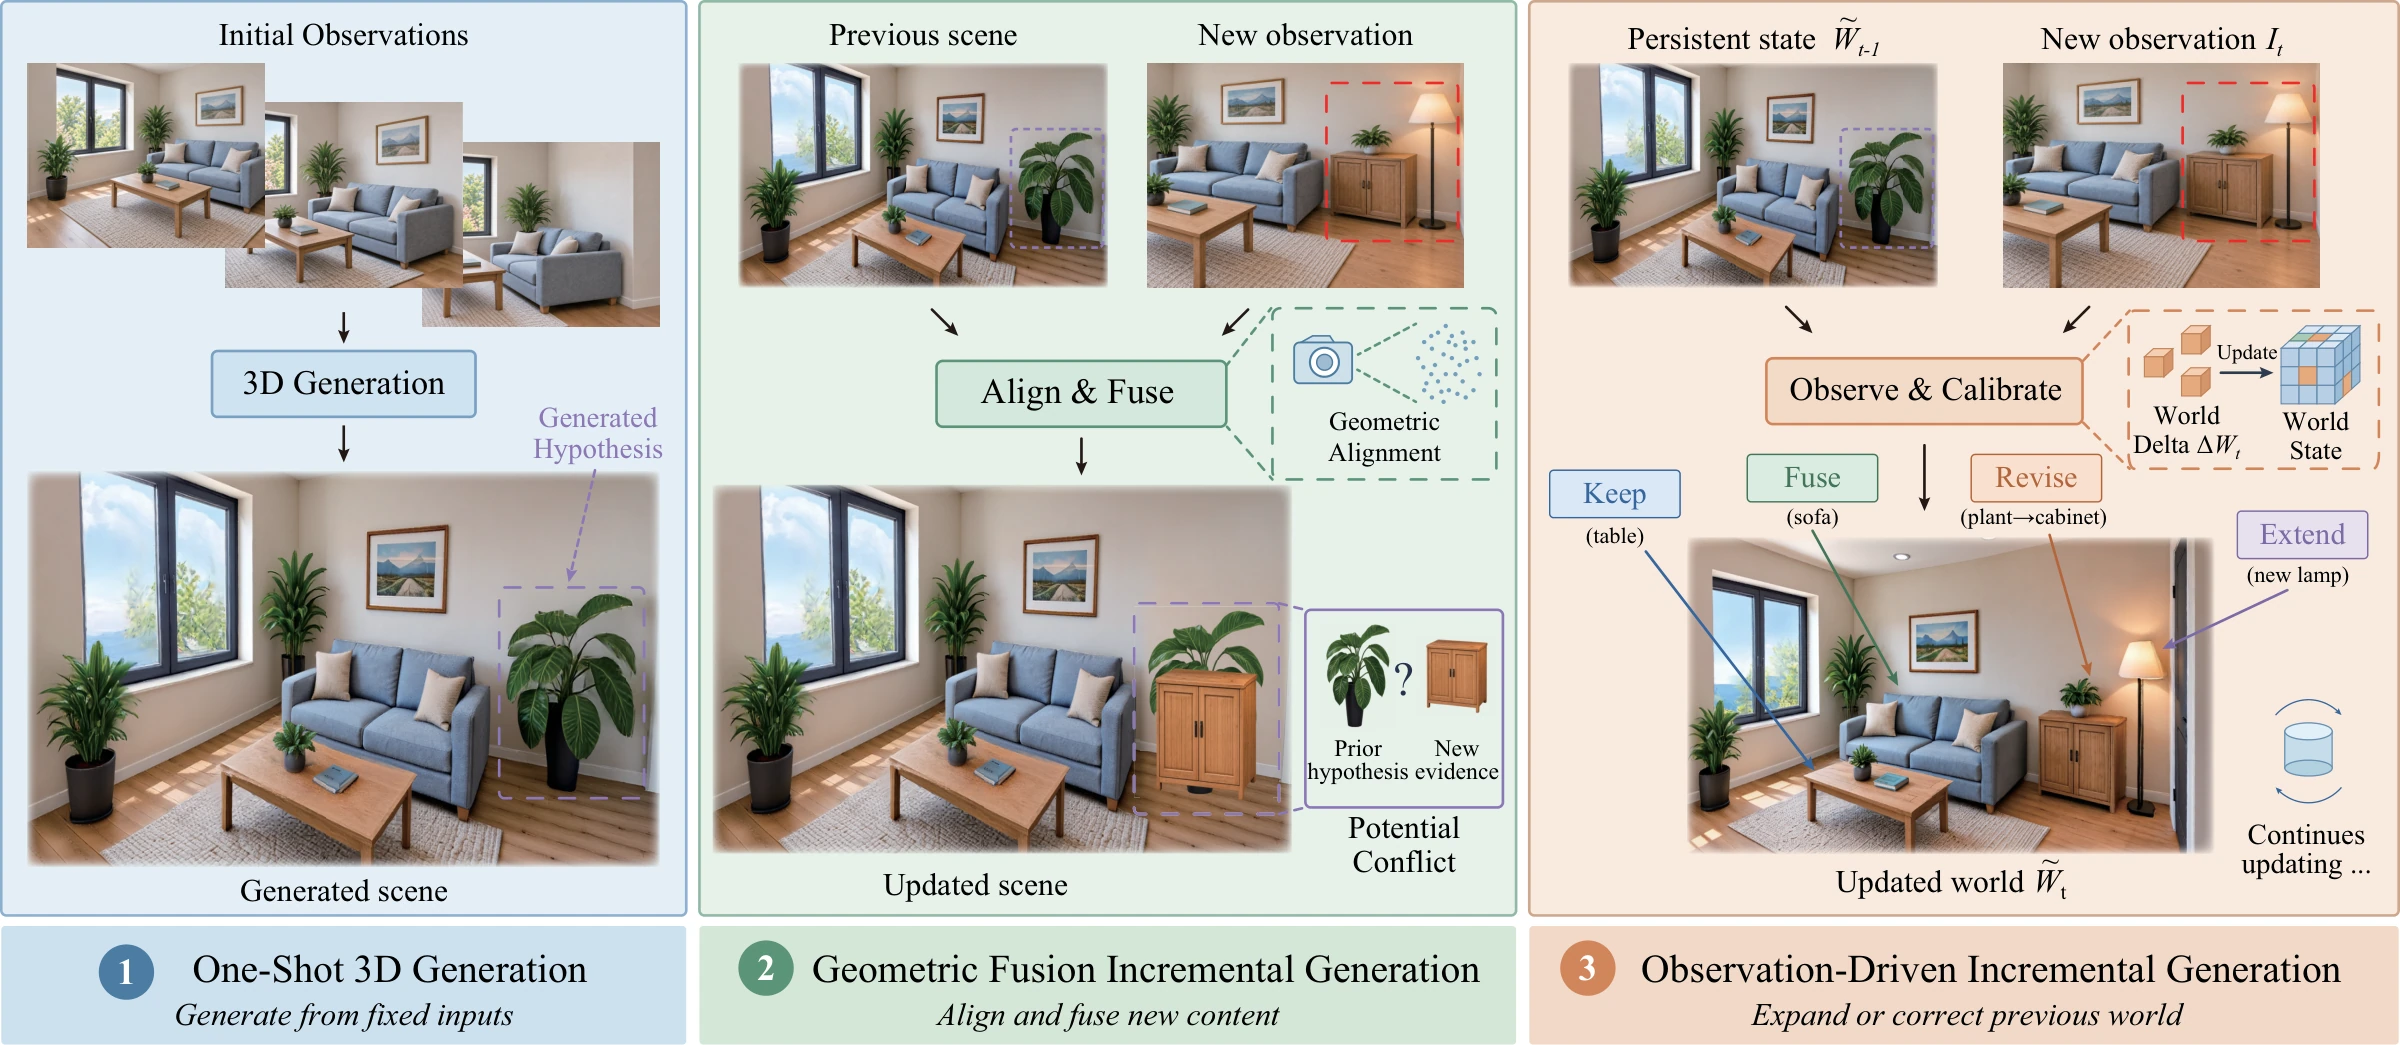 Initial Observations
3D Generation
Generated
Hypothesis
Generated scene
1 One-Shot 3D Generation
Generate from fixed inputs
Previous scene
New observation
Align & Fuse
Geometric
Alignment
?
Prior
hypothesis
New
evidence
Potential
Conflict
Updated scene
2 Geometric Fusion Incremental Generation
Align and fuse new content
Persistent state W̃t-1
New observation It
Observe & Calibrate
Update
World
Delta ΔWt
World
State
Keep
(table)
Fuse
(sofa)
Revise
(plant→cabinet)
Extend
(new lamp)
Continues
updating ...
Updated world W̃t
3 Observation-Driven Incremental Generation
Expand or correct previous world